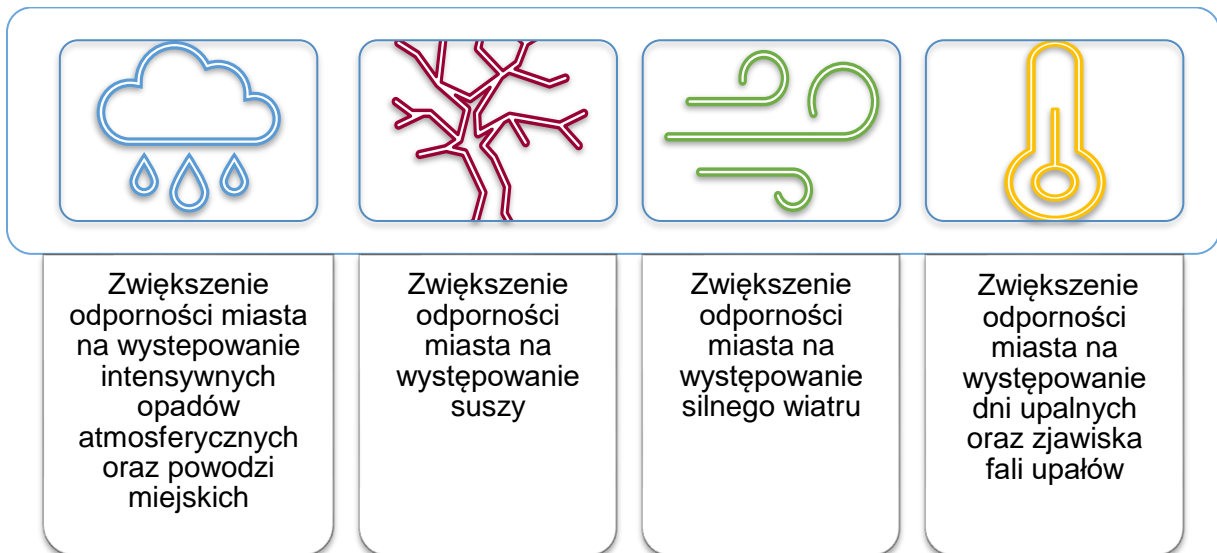 Zwiększenie
odporności miasta
na wystepowanie
intensywnych
opadów
atmosferycznych
oraz powodzi
miejskich
Zwiększenie
odporności
miasta na
występowanie
suszy
Zwiększenie
odporności
miasta na
występowanie
silnego wiatru
Zwiększenie
odporności
miasta na
występowanie
dni upalnych
oraz zjawiska
fali upałów